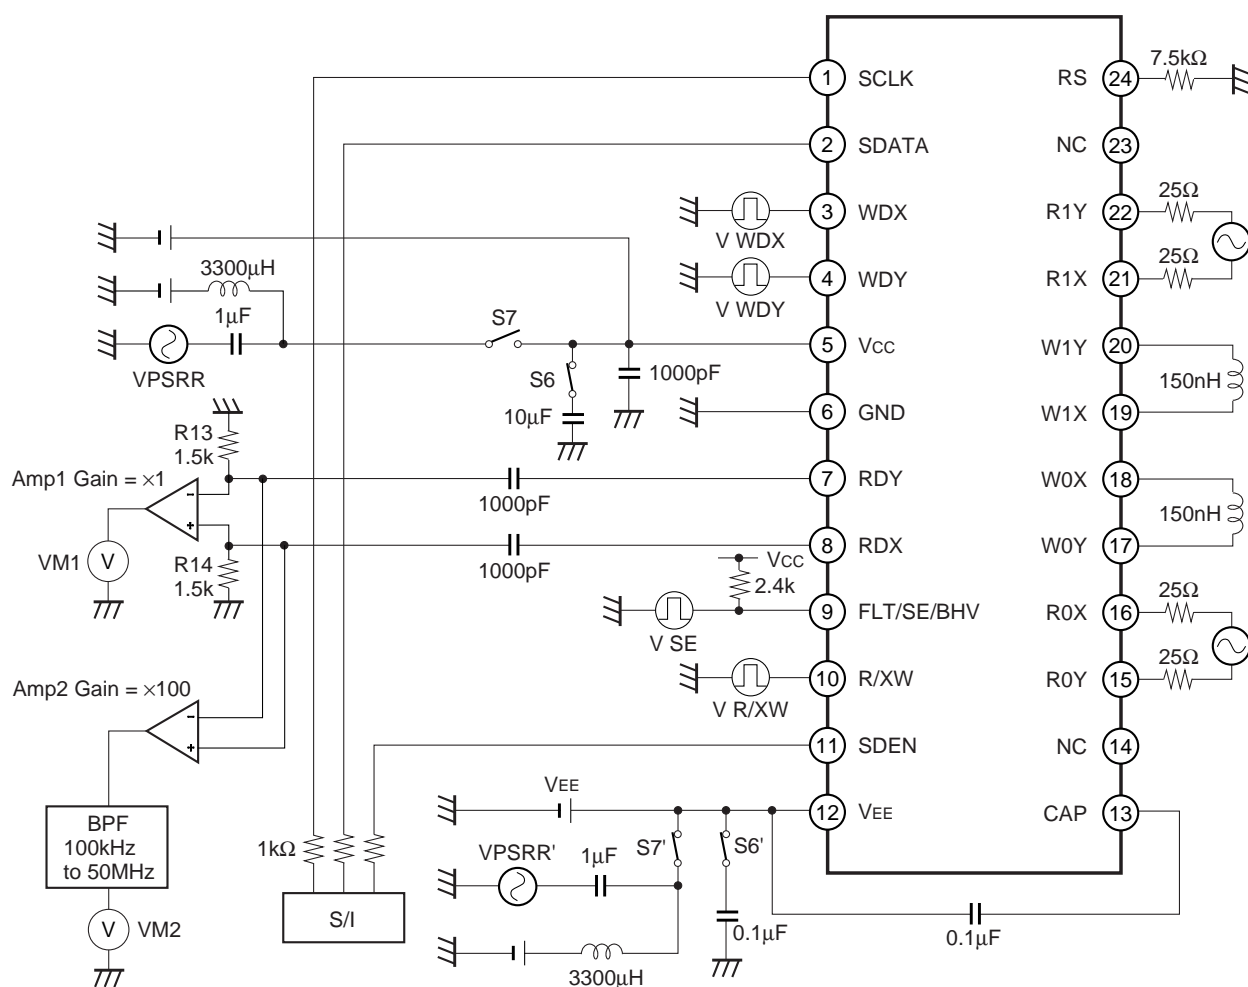 7.5kΩ
1 SCLK RS 24
2 SDATA NC 23
25Ω
3 WDX R1Y 22
V WDX
25Ω
4 WDY R1X 21
V WDY
3300μH
1μF
S7
5 VCC W1Y 20
VPSRR
S6
1000pF
150nH
10μF
6 GND W1X 19
R13
1.5k
Amp1 Gain = ×1
-
+
7 RDY W0X 18
1000pF
150nH
8 RDX W0Y 17
1000pF
VM1
V
R14
1.5k
VCC
2.4k
25Ω
9 FLT/SE/BHV R0X 16
V SE
25Ω
10 R/XW R0Y 15
V R/XW
Amp2 Gain = ×100
-
+
11 SDEN NC 14
VEE
12 VEE CAP 13
BPF
100kHz
to 50MHz
1kΩ
VPSRR'
1μF
S7'
S6'
S/I
V
VM2
0.1μF
0.1μF
3300μH